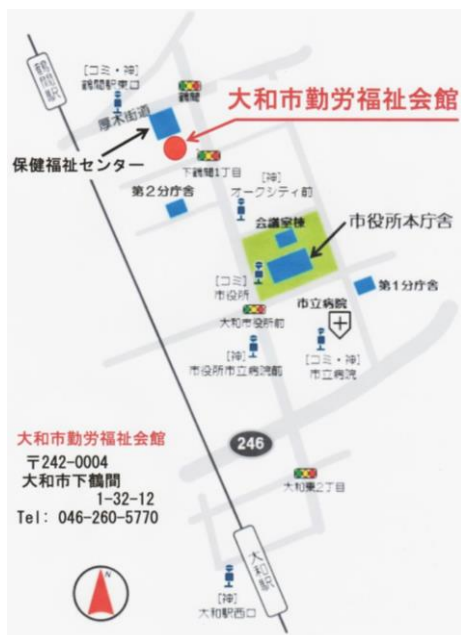 鶴間駅
[コミ・神]
鶴間駅東口
鶴間
厚木街道
大和市勤労福祉会館
保健福祉センター
下鶴間1丁目
第2分庁舎
[神]
オークシティ前
会議室棟
市役所本庁舎
[コミ]
市役所
第1分庁舎
市立病院
大和市役所前
[神]
市役所市立病院前
[コミ・神]
市立病院
246
大和市勤労福祉会館
〒242-0004
大和市下鶴間
1-32-12
Tel: 046-260-5770
大和東2丁目
大和駅
N
[神]
大和駅西口